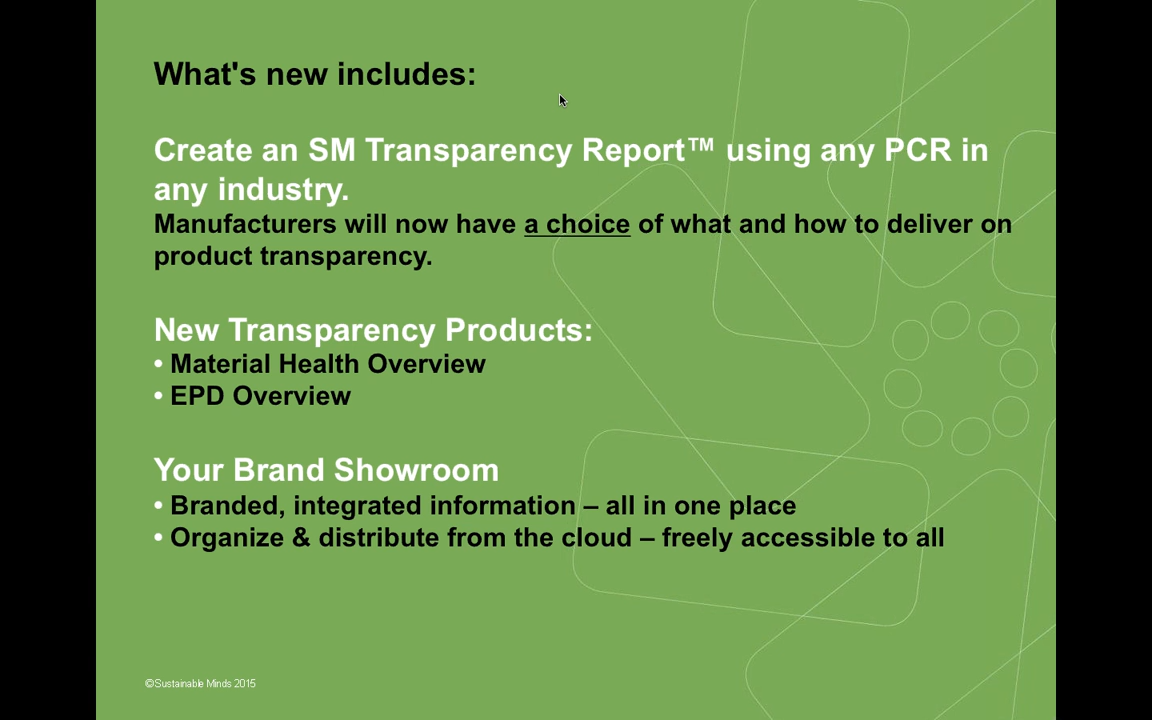 What's new includes:
Create an SM Transparency Report™ using any PCR in
any industry.
Manufacturers will now have a choice of what and how to deliver on
product transparency.
New Transparency Products:
• Material Health Overview
• EPD Overview
Your Brand Showroom
• Branded, integrated information – all in one place
• Organize & distribute from the cloud – freely accessible to all
©Sustainable Minds 2015